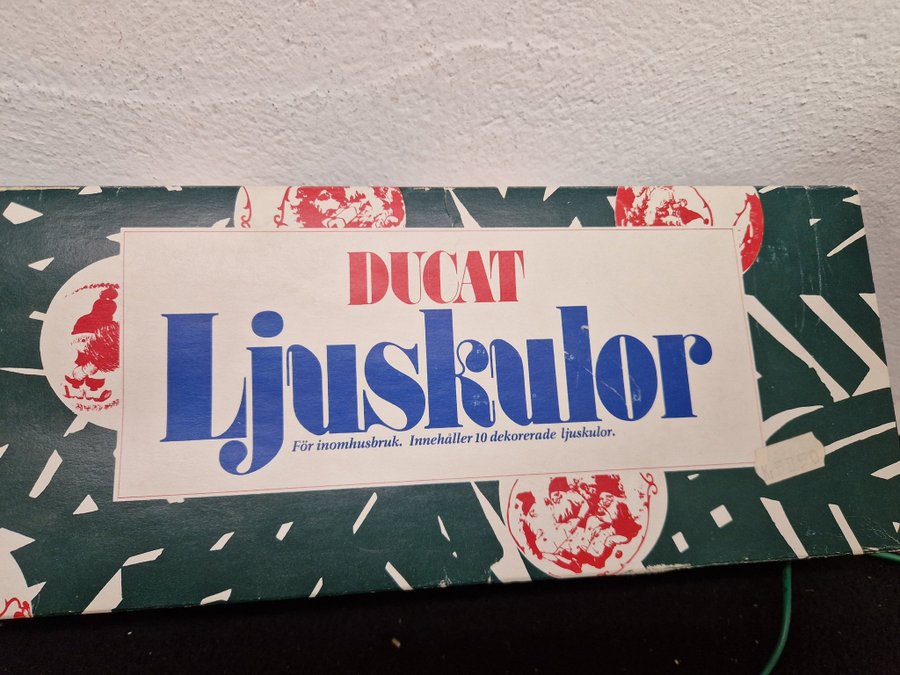 DUCAT
Ljuskulor
För inomhusbruk. Innehåller 10 dekorerade ljuskulor.